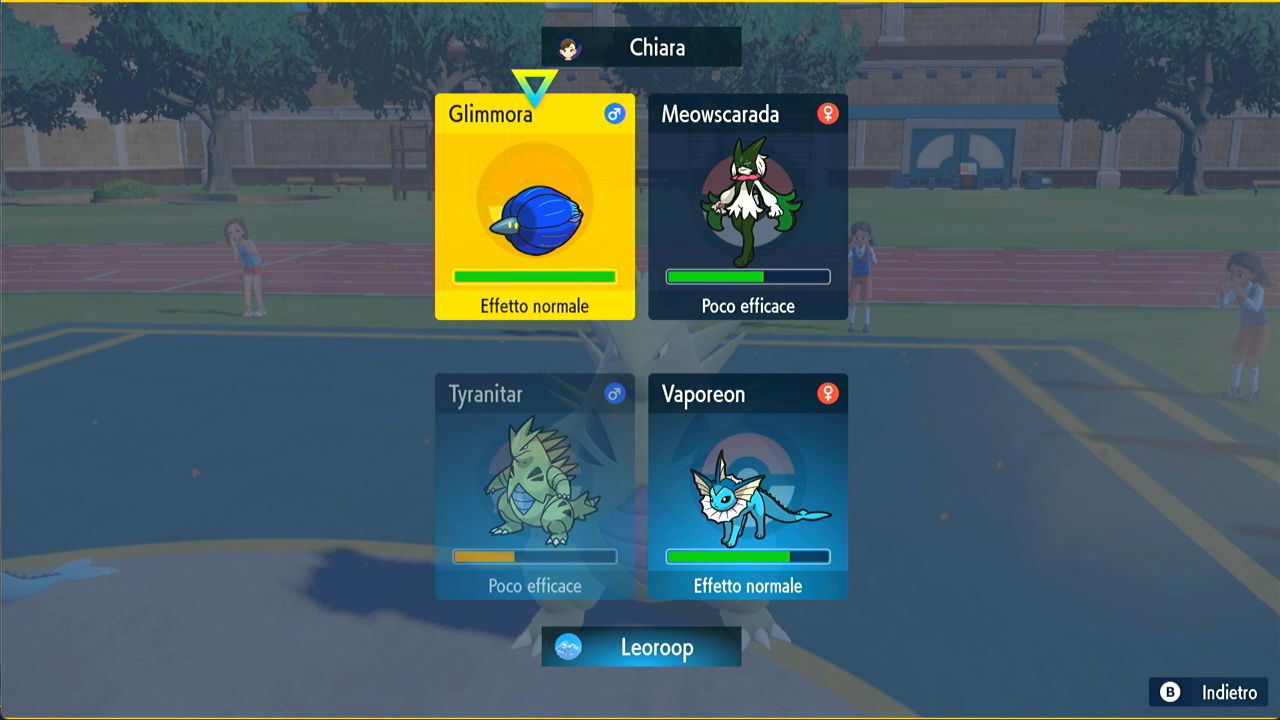 Chiara
Glimmora
Meowscarada
Effetto normale
Poco efficace
Tyranitar
Vaporeon
Poco efficace
Effetto normale
Leoroop
B Indietro